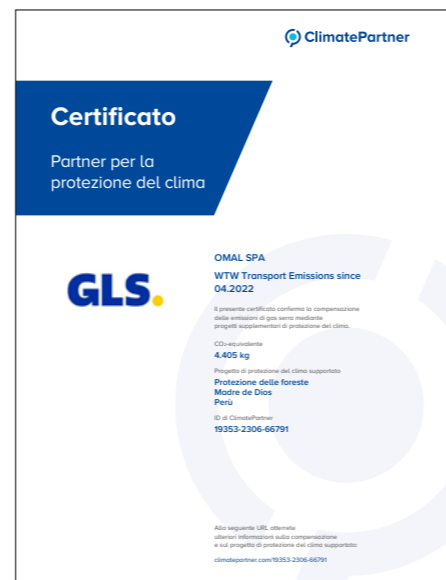 ClimatePartner
Certificato
Partner per la
protezione del clima
GLS.
OMAL SPA
WTW Transport Emissions since
04.2022
Il presente certificato conferma la compensazione
delle emissioni di gas serra mediante
progetti supplementari di protezione del clima.
CO₂-equivalente
4.405 kg
Progetto di protezione del clima supportato
Protezione delle foreste
Madre de Dios
Perù
ID di ClimatePartner
19353-2306-66791
Alla seguente URL otterrete
ulteriori informazioni sulla compensazione
e sul progetto di protezione del clima supportato:
climatepartner.com/19353-2306-66791